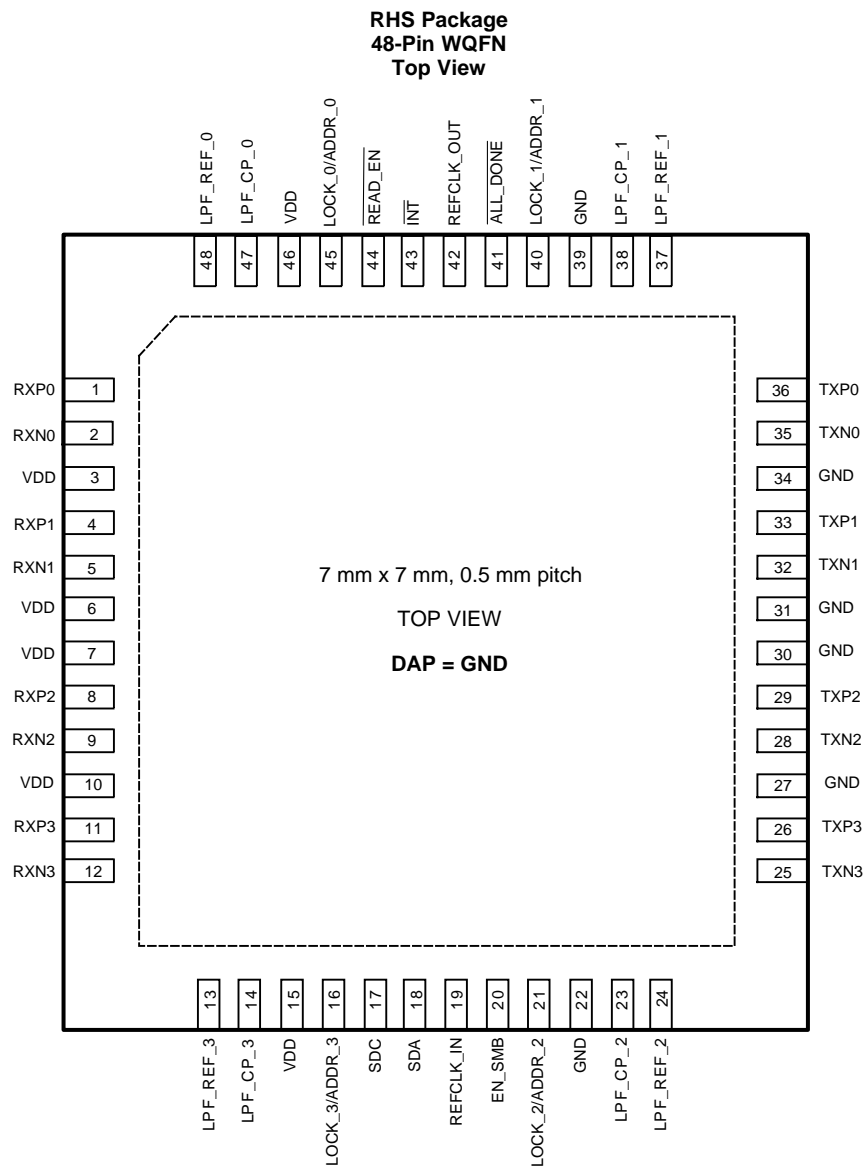 RHS Package
48-Pin WQFN
Top View
LPF_REF_0
LPF_CP_0
VDD
LOCK_0/ADDR_0
READ_EN
INT
REFCLK_OUT
ALL_DONE
LOCK_1/ADDR_1
GND
LPF_CP_1
LPF_REF_1
48
47
46
45
44
43
42
41
40
39
38
37
RXP0 1
RXN0 2
VDD 3
RXP1 4
RXN1 5
VDD 6
VDD 7
RXP2 8
RXN2 9
VDD 10
RXP3 11
RXN3 12
7 mm x 7 mm, 0.5 mm pitch
TOP VIEW
DAP = GND
36 TXP0
35 TXN0
34 GND
33 TXP1
32 TXN1
31 GND
30 GND
29 TXP2
28 TXN2
27 GND
26 TXP3
25 TXN3
13
14
15
16
17
18
19
20
21
22
23
24
LPF_REF_3
LPF_CP_3
VDD
LOCK_3/ADDR_3
SDC
SDA
REFCLK_IN
EN_SMB
LOCK_2/ADDR_2
GND
LPF_CP_2
LPF_REF_2